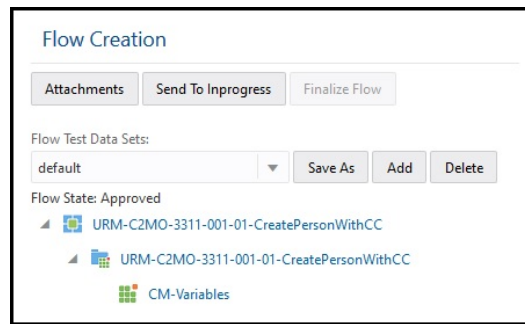 Flow Creation
Attachments Send To Inprogress Finalize Flow
Flow Test Data Sets:
default Save As Add Delete
Flow State: Approved
URM-C2MO-3311-001-01-CreatePersonWithCC
URM-C2MO-3311-001-01-CreatePersonWithCC
CM-Variables